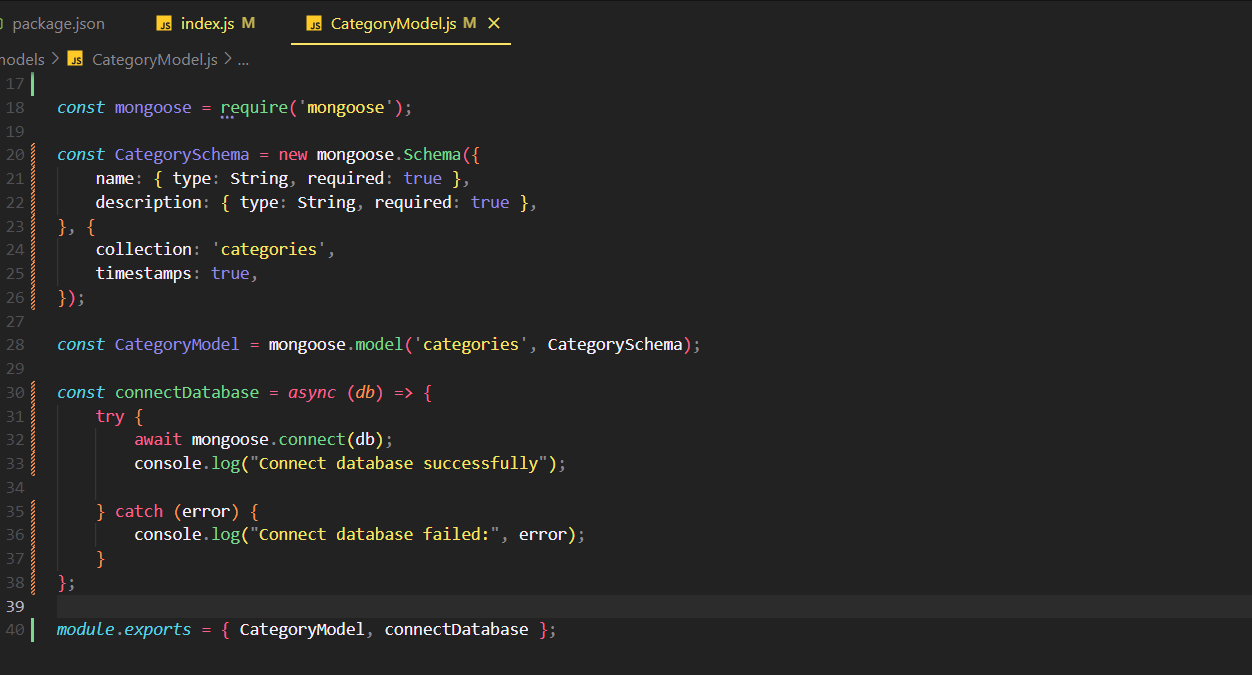 package.json JS index.js M JS CategoryModel.js M ×
models > JS CategoryModel.js > ...
17
18 const mongoose = require('mongoose');
19
20 const CategorySchema = new mongoose.Schema({
21     name: { type: String, required: true },
22     description: { type: String, required: true },
23 }, {
24     collection: 'categories',
25     timestamps: true,
26 });
27
28 const CategoryModel = mongoose.model('categories', CategorySchema);
29
30 const connectDatabase = async (db) => {
31     try {
32         await mongoose.connect(db);
33         console.log("Connect database successfully");
34
35     } catch (error) {
36         console.log("Connect database failed:", error);
37     }
38 };
39
40 module.exports = { CategoryModel, connectDatabase };